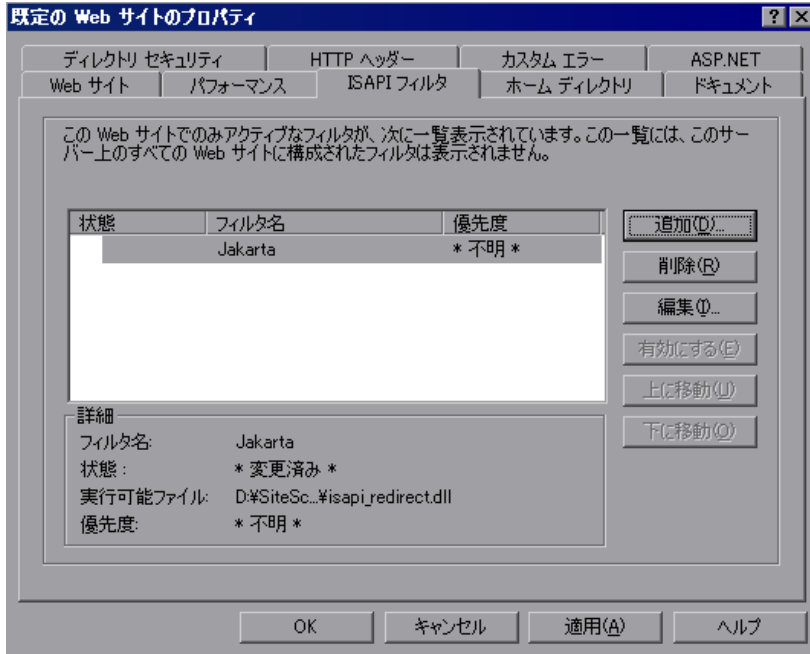 既定の Web サイトのプロパティ
? ×
ディレクトリ セキュリティ HTTP ヘッダー カスタム エラー ASP.NET
Web サイト パフォーマンス ISAPI フィルタ ホーム ディレクトリ ドキュメント
この Web サイトでのみアクティブなフィルタが、次に一覧表示されています。この一覧には、このサー
バー上のすべての Web サイトに構成されたフィルタは表示されません。
状態 フィルタ名 優先度
Jakarta * 不明 *
追加(D)...
削除(R)
編集(I)...
有効にする(E)
上に移動(U)
下に移動(O)
詳細
フィルタ名: Jakarta
状態 : * 変更済み *
実行可能ファイル: D:¥SiteSc...¥isapi_redirect.dll
優先度: * 不明 *
OK キャンセル 適用(A) ヘルプ